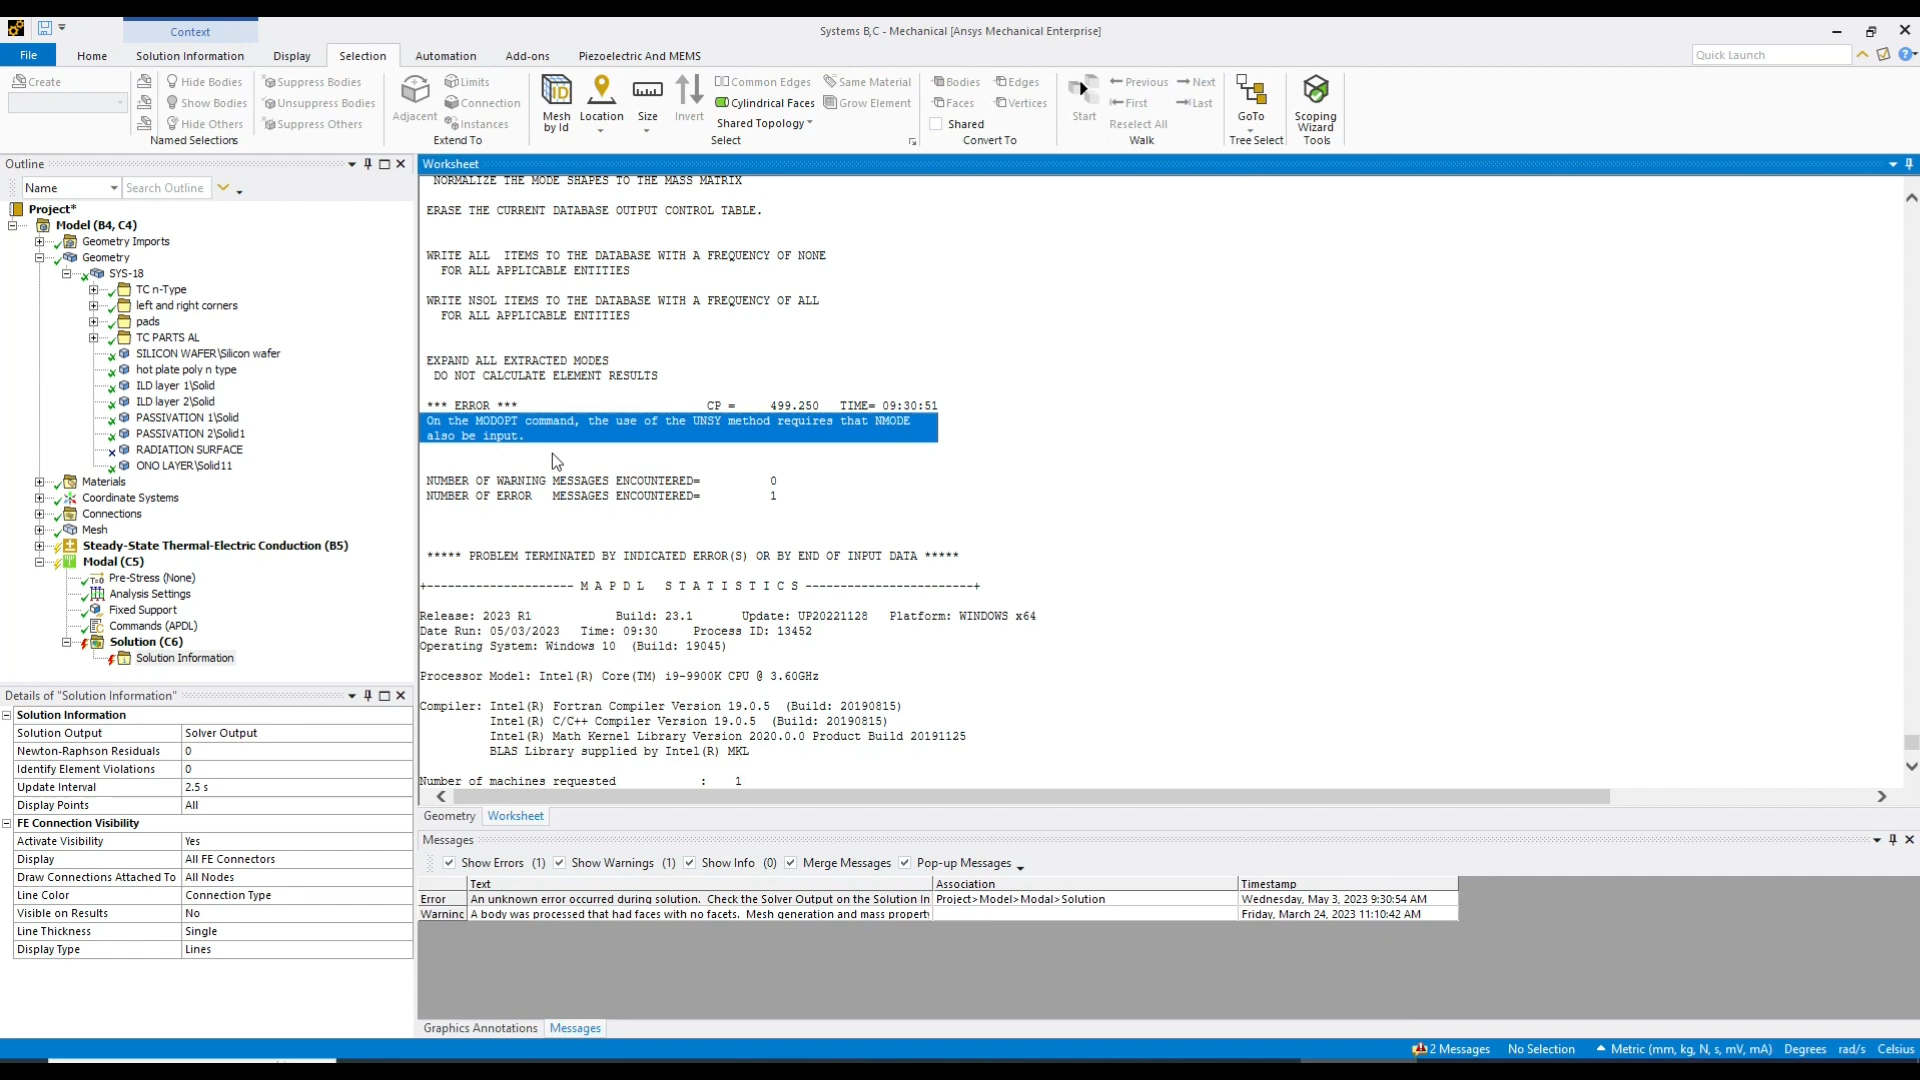 Context
Systems B,C - Mechanical [Ansys Mechanical Enterprise]
File Home Solution Information Display Selection Automation Add-ons Piezoelectric And MEMS
Quick Launch
Create
Hide Bodies
Show Bodies
Hide Others
Suppress Bodies
Unsuppress Bodies
Suppress Others
Named Selections
Adjacent
Limits
Connection
Instances
Extend To
Mesh by Id
Location
Size
Invert
Common Edges
Cylindrical Faces
Shared Topology
Same Material
Grow Element
Select
Bodies
Faces
Shared
Edges
Vertices
Convert To
Start
Previous
Next
First
Last
Reselect All
Walk
GoTo
Tree Select
Scoping Wizard
Tools
Outline
Name
Search Outline
Project*
Model (B4, C4)
Geometry Imports
Geometry
SYS-18
TC n-Type
left and right corners
pads
TC PARTS AL
SILICON WAFER\Silicon wafer
hot plate poly n type
ILD layer 1\Solid
ILD layer 2\Solid
PASSIVATION 1\Solid
PASSIVATION 2\Solid1
RADIATION SURFACE
ONO LAYER\Solid11
Materials
Coordinate Systems
Connections
Mesh
Steady-State Thermal-Electric Conduction (B5)
Modal (C5)
Pre-Stress (None)
Analysis Settings
Fixed Support
Commands (APDL)
Solution (C6)
Solution Information
Details of "Solution Information"
Solution Information
Solution Output Solver Output
Newton-Raphson Residuals 0
Identify Element Violations 0
Update Interval 2.5 s
Display Points All
FE Connection Visibility
Activate Visibility Yes
Display All FE Connectors
Draw Connections Attached To All Nodes
Line Color Connection Type
Visible on Results No
Line Thickness Single
Display Type Lines
Worksheet
NORMALIZE THE MODE SHAPES TO THE MASS MATRIX
ERASE THE CURRENT DATABASE OUTPUT CONTROL TABLE.
WRITE ALL ITEMS TO THE DATABASE WITH A FREQUENCY OF NONE
FOR ALL APPLICABLE ENTITIES
WRITE NSOL ITEMS TO THE DATABASE WITH A FREQUENCY OF ALL
FOR ALL APPLICABLE ENTITIES
EXPAND ALL EXTRACTED MODES
DO NOT CALCULATE ELEMENT RESULTS
*** ERROR *** CP = 499.250 TIME= 09:30:51
On the MODOPT command, the use of the UNSY method requires that NMODE
also be input.
NUMBER OF WARNING MESSAGES ENCOUNTERED= 0
NUMBER OF ERROR MESSAGES ENCOUNTERED= 1
***** PROBLEM TERMINATED BY INDICATED ERROR(S) OR BY END OF INPUT DATA *****
+--------------------- M A P D L S T A T I S T I C S ------------------------+
Release: 2023 R1 Build: 23.1 Update: UP20221128 Platform: WINDOWS x64
Date Run: 05/03/2023 Time: 09:30 Process ID: 13452
Operating System: Windows 10 (Build: 19045)
Processor Model: Intel(R) Core(TM) i9-9900K CPU @ 3.60GHz
Compiler: Intel(R) Fortran Compiler Version 19.0.5 (Build: 20190815)
Intel(R) C/C++ Compiler Version 19.0.5 (Build: 20190815)
Intel(R) Math Kernel Library Version 2020.0.0 Product Build 20191125
BLAS Library supplied by Intel(R) MKL
Number of machines requested : 1
Geometry Worksheet
Messages
Show Errors (1) Show Warnings (1) Show Info (0) Merge Messages Pop-up Messages
Text Association Timestamp
Error An unknown error occurred during solution. Check the Solver Output on the Solution In Project>Model>Modal>Solution Wednesday, May 3, 2023 9:30:54 AM
Warning A body was processed that had faces with no facets. Mesh generation and mass property Friday, March 24, 2023 11:10:42 AM
Graphics Annotations Messages
2 Messages No Selection Metric (mm, kg, N, s, mV, mA) Degrees rad/s Celsius